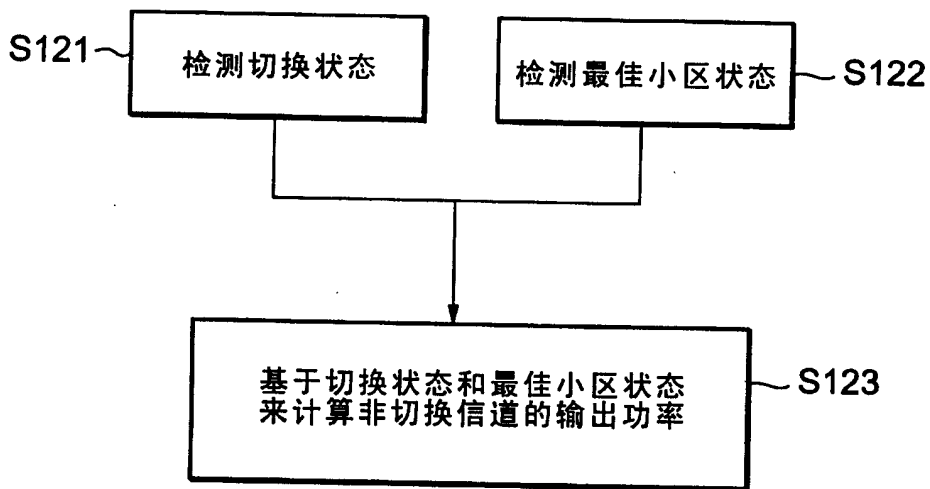 S121
检测切换状态
检测最佳小区状态
S122
基于切换状态和最佳小区状态
来计算非切换信道的输出功率
S123